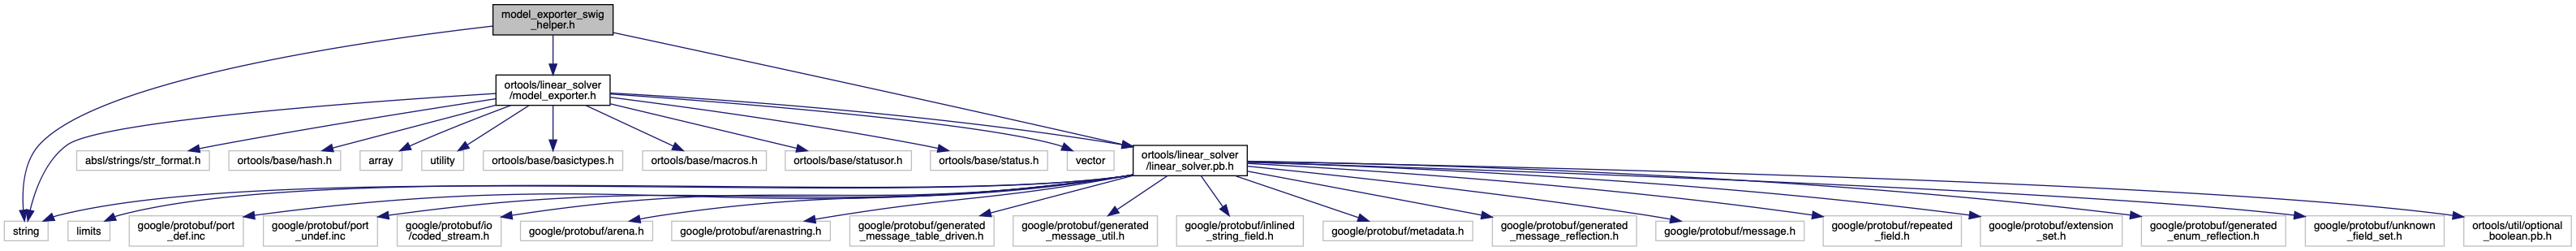 model_exporter_swig
_helper.h
ortools/linear_solver
/model_exporter.h
absl/strings/str_format.h
ortools/base/hash.h
array
utility
ortools/base/basictypes.h
ortools/base/macros.h
ortools/base/statusor.h
ortools/base/status.h
vector
ortools/linear_solver
/linear_solver.pb.h
string
limits
google/protobuf/port
_def.inc
google/protobuf/port
_undef.inc
google/protobuf/io
/coded_stream.h
google/protobuf/arena.h
google/protobuf/arenastring.h
google/protobuf/generated
_message_table_driven.h
google/protobuf/generated
_message_util.h
google/protobuf/inlined
_string_field.h
google/protobuf/metadata.h
google/protobuf/generated
_message_reflection.h
google/protobuf/message.h
google/protobuf/repeated
_field.h
google/protobuf/extension
_set.h
google/protobuf/generated
_enum_reflection.h
google/protobuf/unknown
_field_set.h
ortools/util/optional
_boolean.pb.h